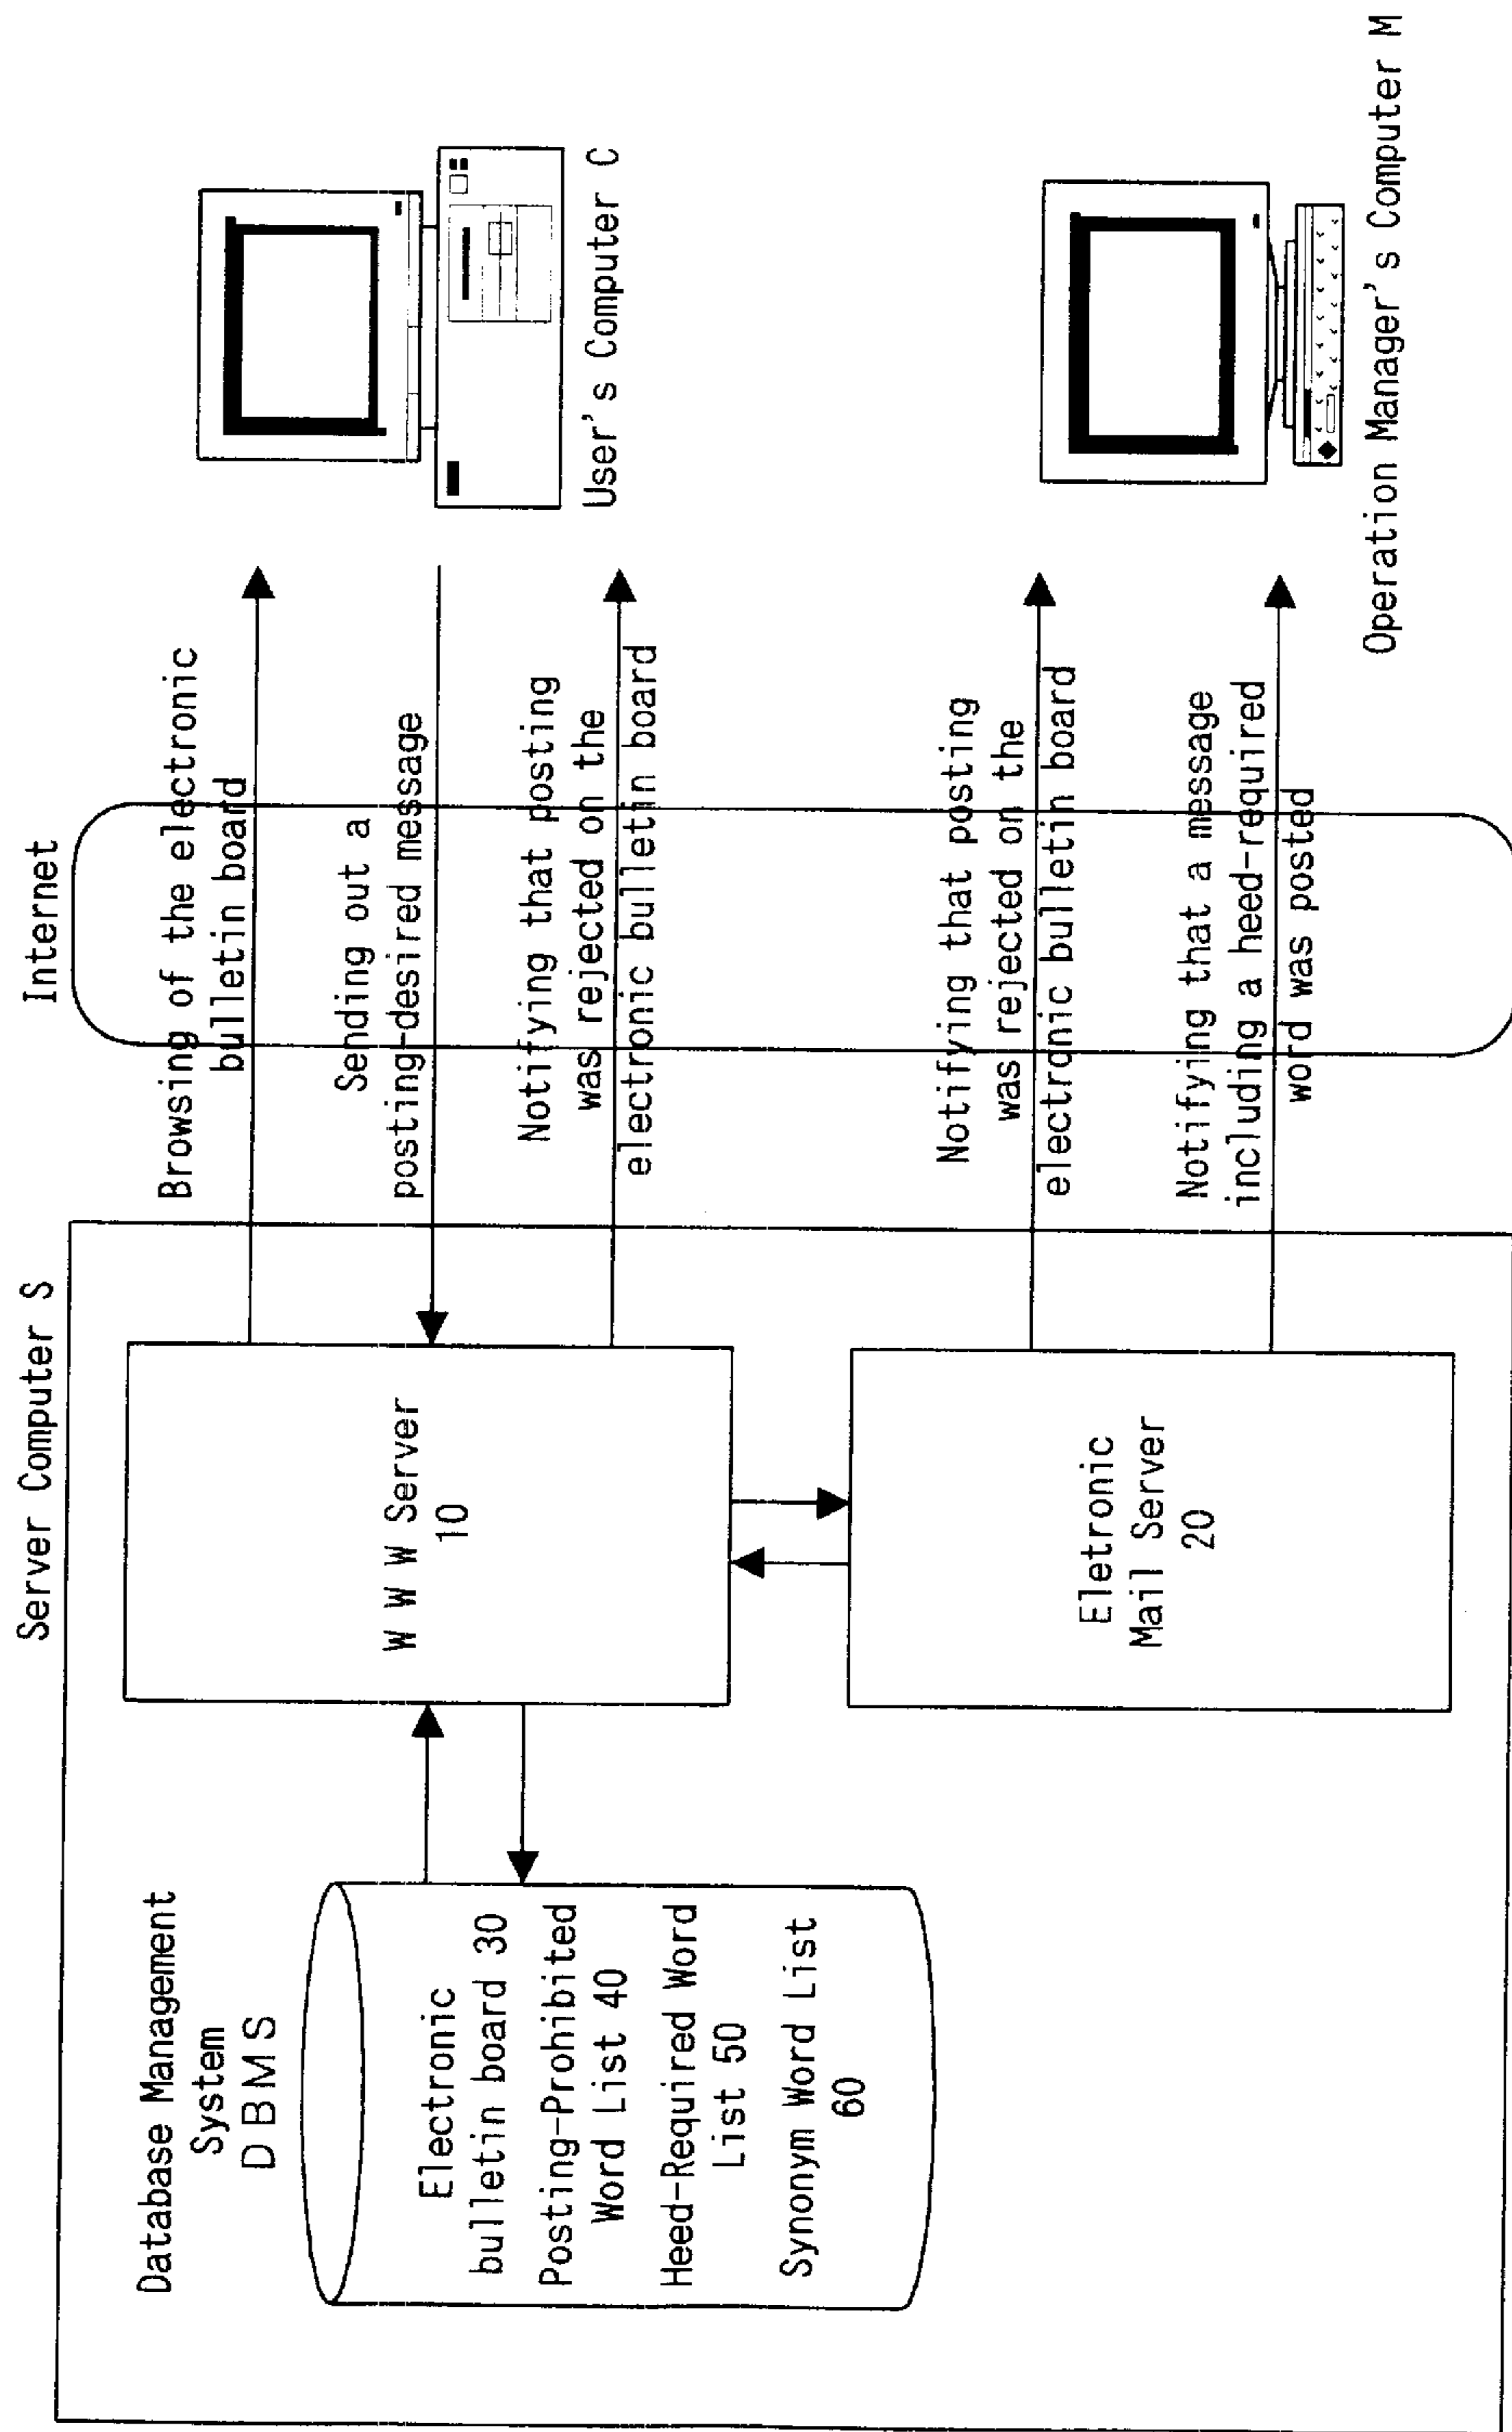 Server Computer S
Internet
Database Management
System
DBMS
Electronic
bulletin board 30
Posting-Prohibited
Word List 40
Heed-Required Word
List 50
Synonym Word List
60
W W W Server
10
Eletronic
Mail Server
20
Browsing of the electronic
bulletin board
Sending out a
posting-desired message
Notifying that posting
was rejected on the
electronic bulletin board
Notifying that posting
was rejected on the
electronic bulletin board
Notifying that a message
including a heed-required
word was posted
User's Computer C
Operation Manager's Computer M